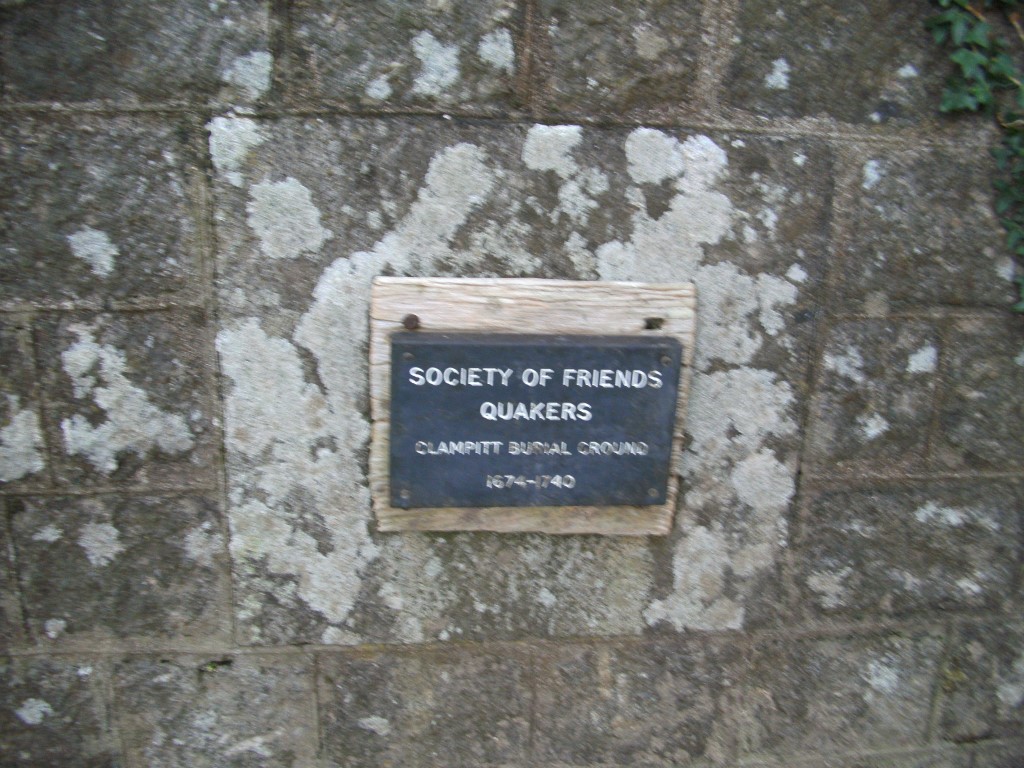 SOCIETY OF FRIENDS
QUAKERS
CLAMPITT BURIAL GROUND
1674-1740